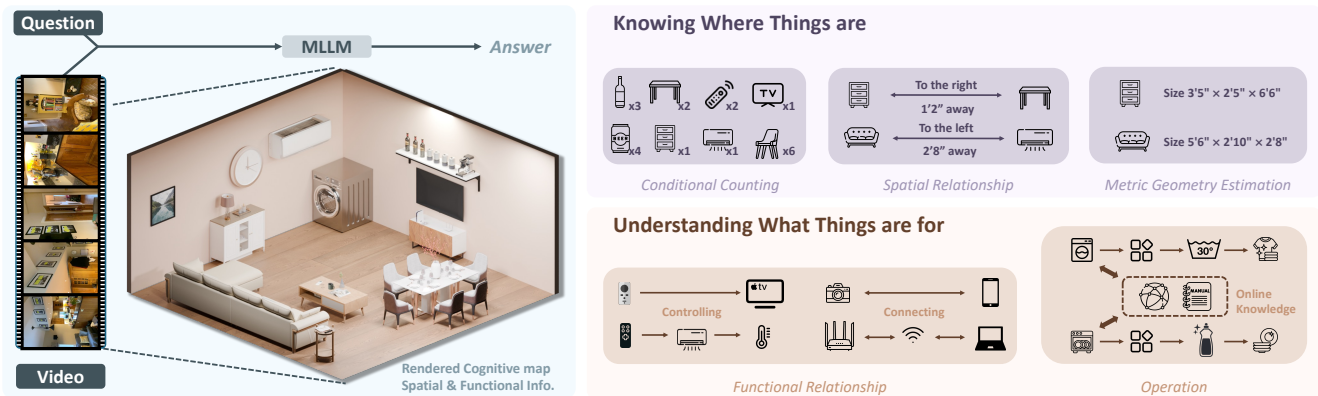 Question
MLLM
Answer
Video
Rendered Cognitive map
Spatial & Functional Info.
Knowing Where Things are
x3
x2
x2
TV
x1
BEER
x4
x1
x1
x6
Conditional Counting
To the right
1'2” away
To the left
2'8” away
Spatial Relationship
Size 3'5" × 2'5" × 6'6"
Size 5'6" × 2'10" × 2'8"
Metric Geometry Estimation
Understanding What Things are for
tv
Controlling
Connecting
Functional Relationship
30°
MANUAL
Online
Knowledge
Operation